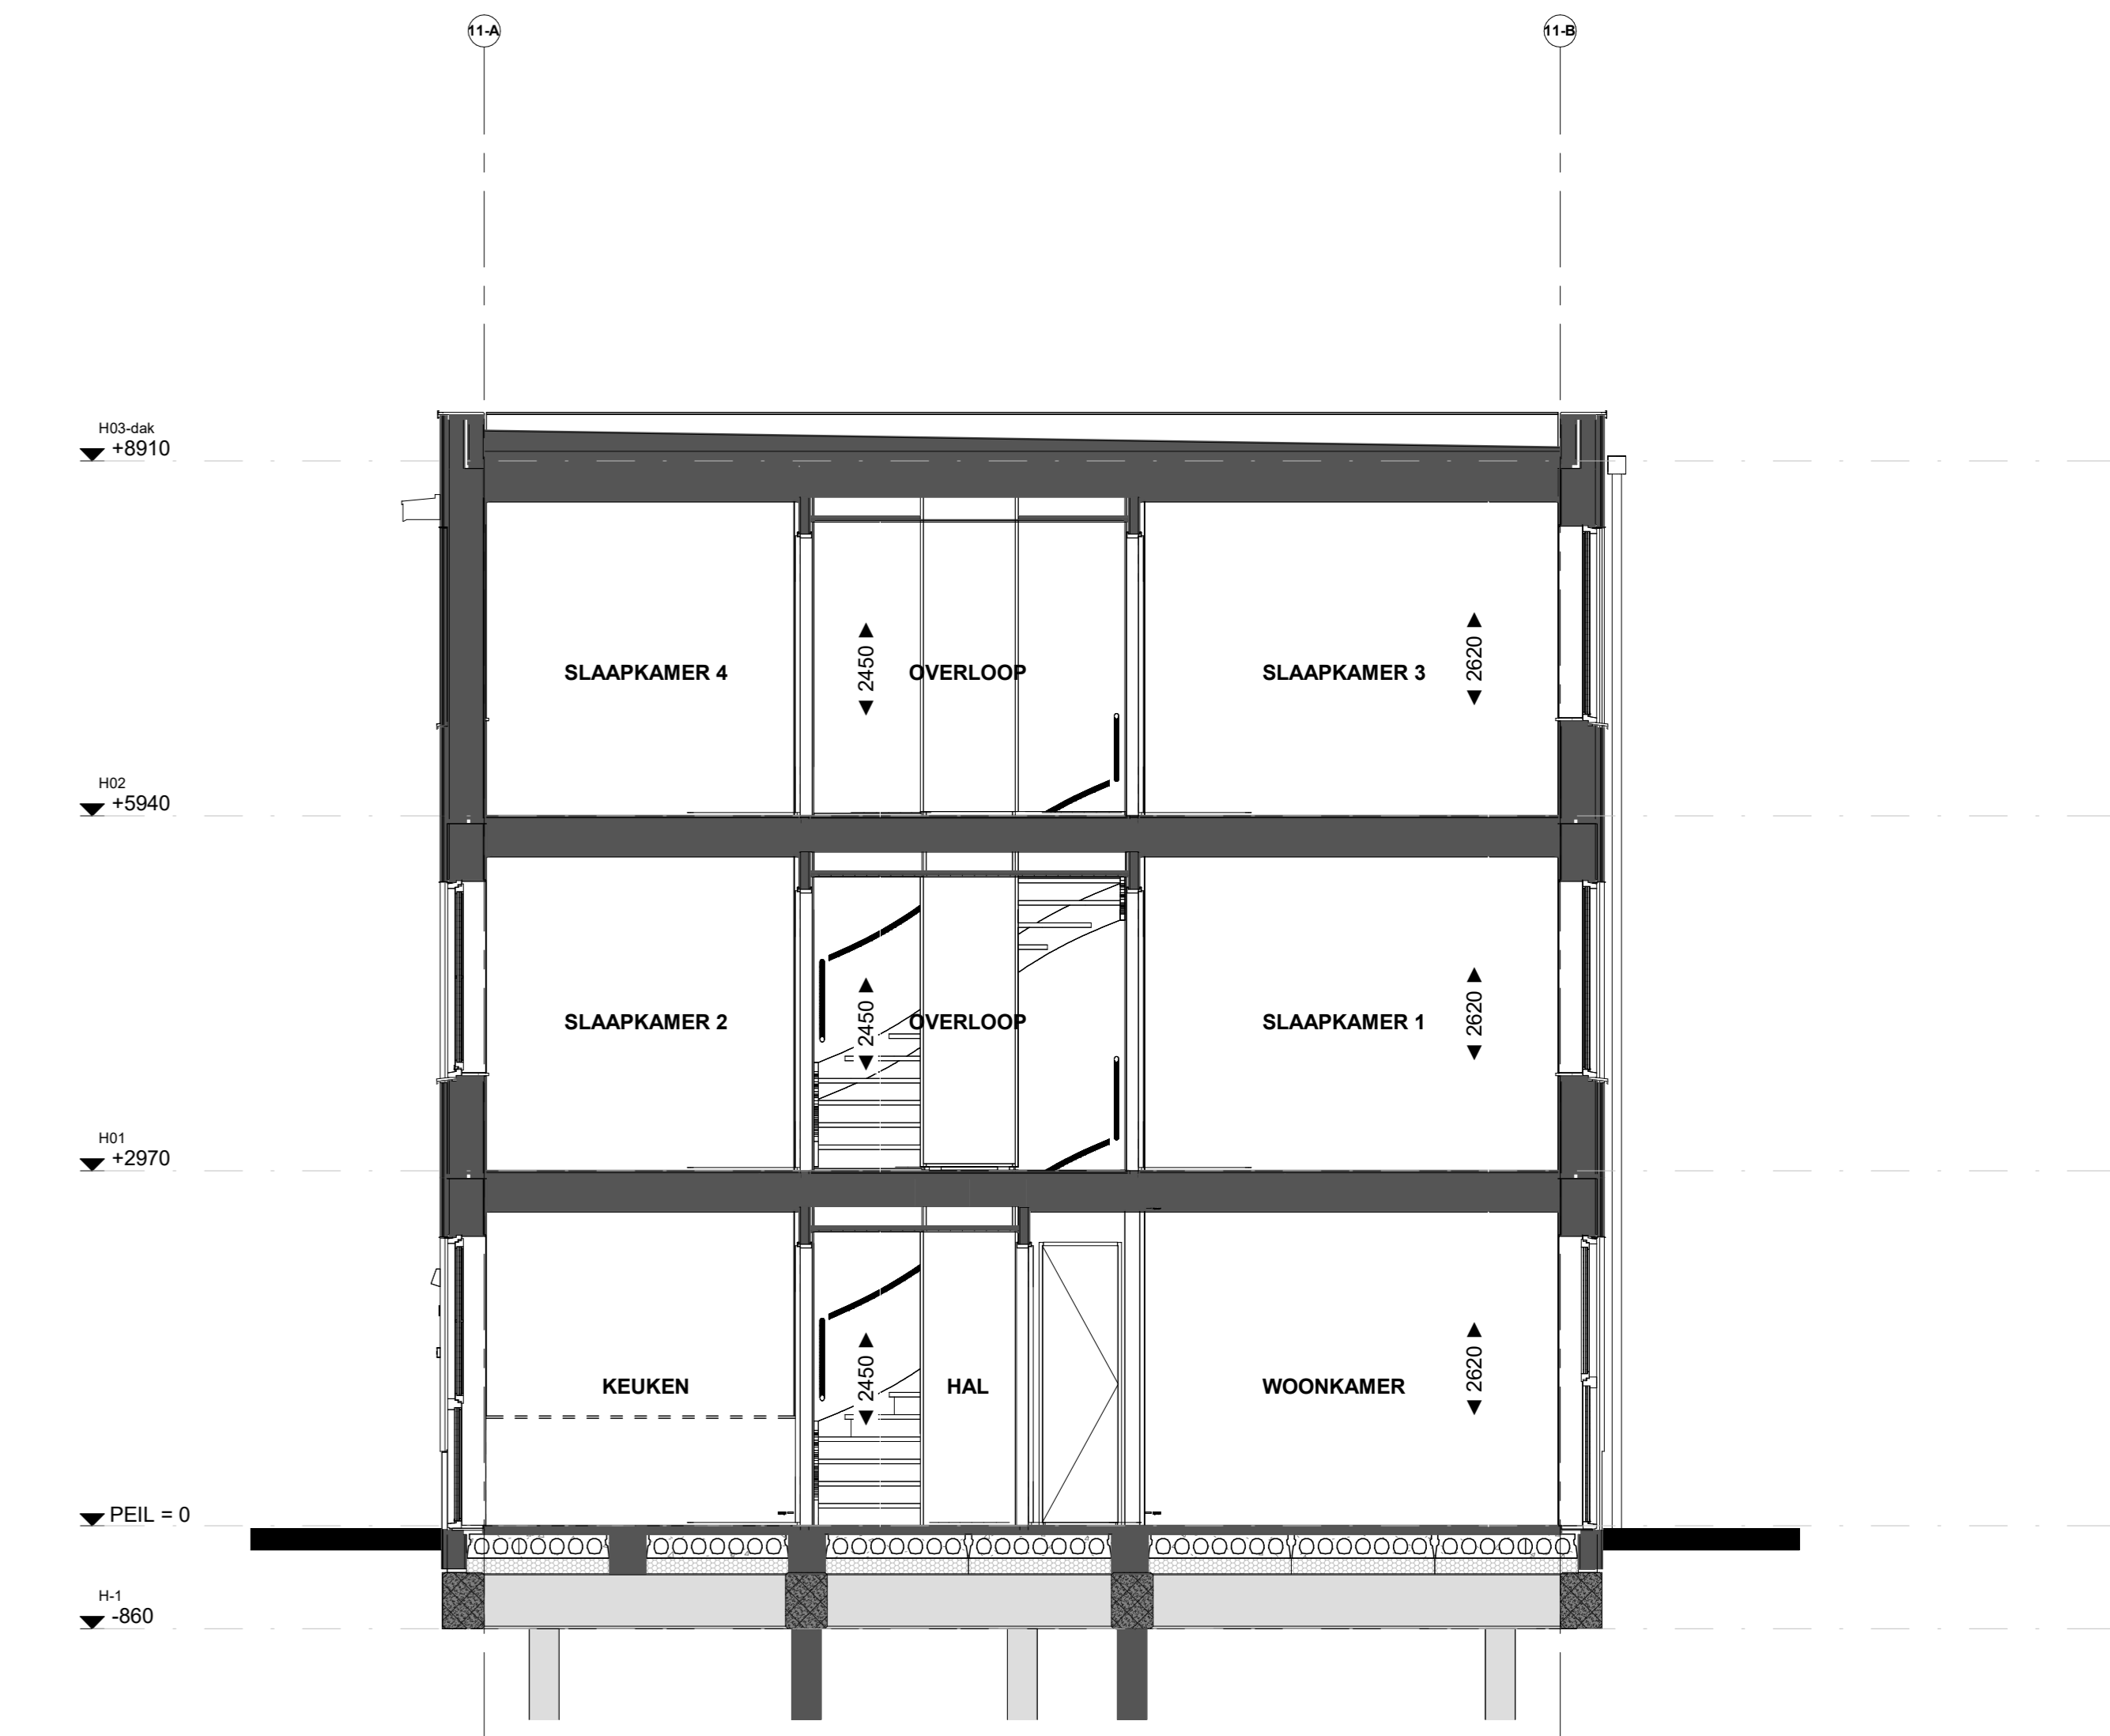 11-A 11-B
H03-dak
+8910
SLAAPKAMER 4 2450 OVERLOOP SLAAPKAMER 3 2620
H02
+5940
SLAAPKAMER 2 2450 OVERLOOP SLAAPKAMER 1 2620
H01
+2970
KEUKEN 2450 HAL WOONKAMER 2620
PEIL = 0
H-1
-860